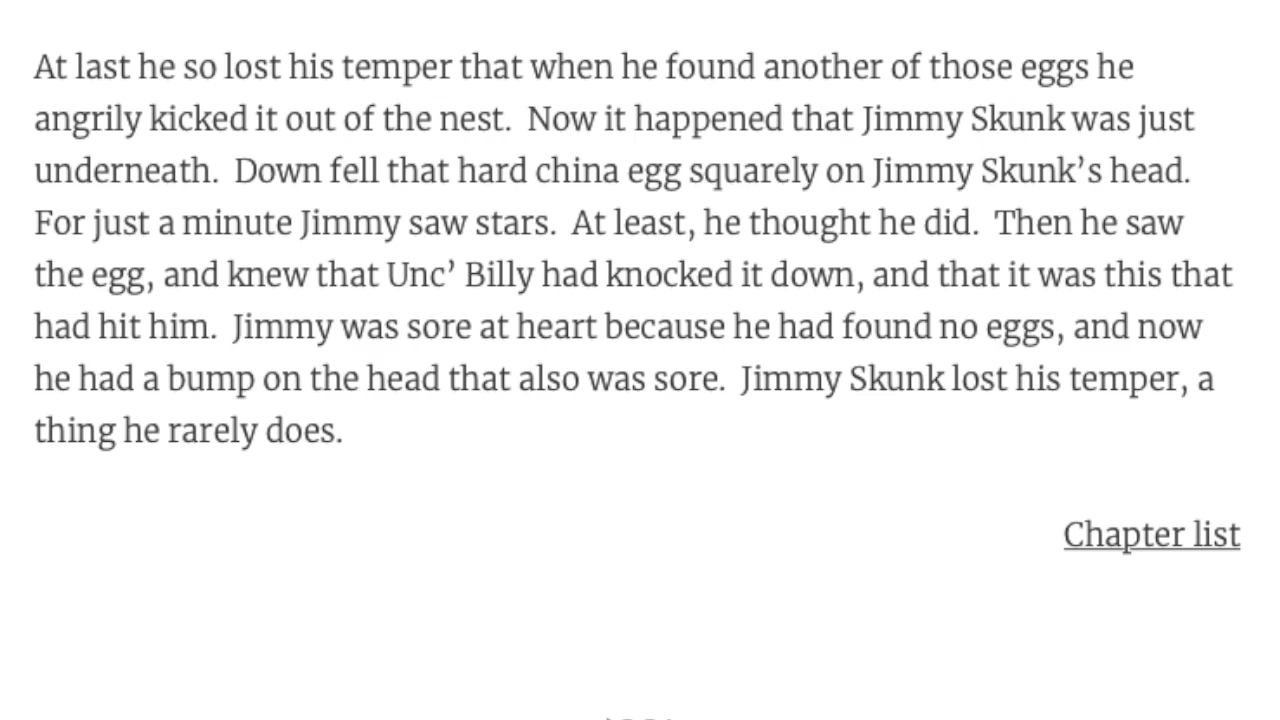 At last he so lost his temper that when he found another of those eggs he
angrily kicked it out of the nest.  Now it happened that Jimmy Skunk was just
underneath.  Down fell that hard china egg squarely on Jimmy Skunk’s head.
For just a minute Jimmy saw stars.  At least, he thought he did.  Then he saw
the egg, and knew that Unc’ Billy had knocked it down, and that it was this that
had hit him.  Jimmy was sore at heart because he had found no eggs, and now
he had a bump on the head that also was sore.  Jimmy Skunk lost his temper, a
thing he rarely does.
Chapter list